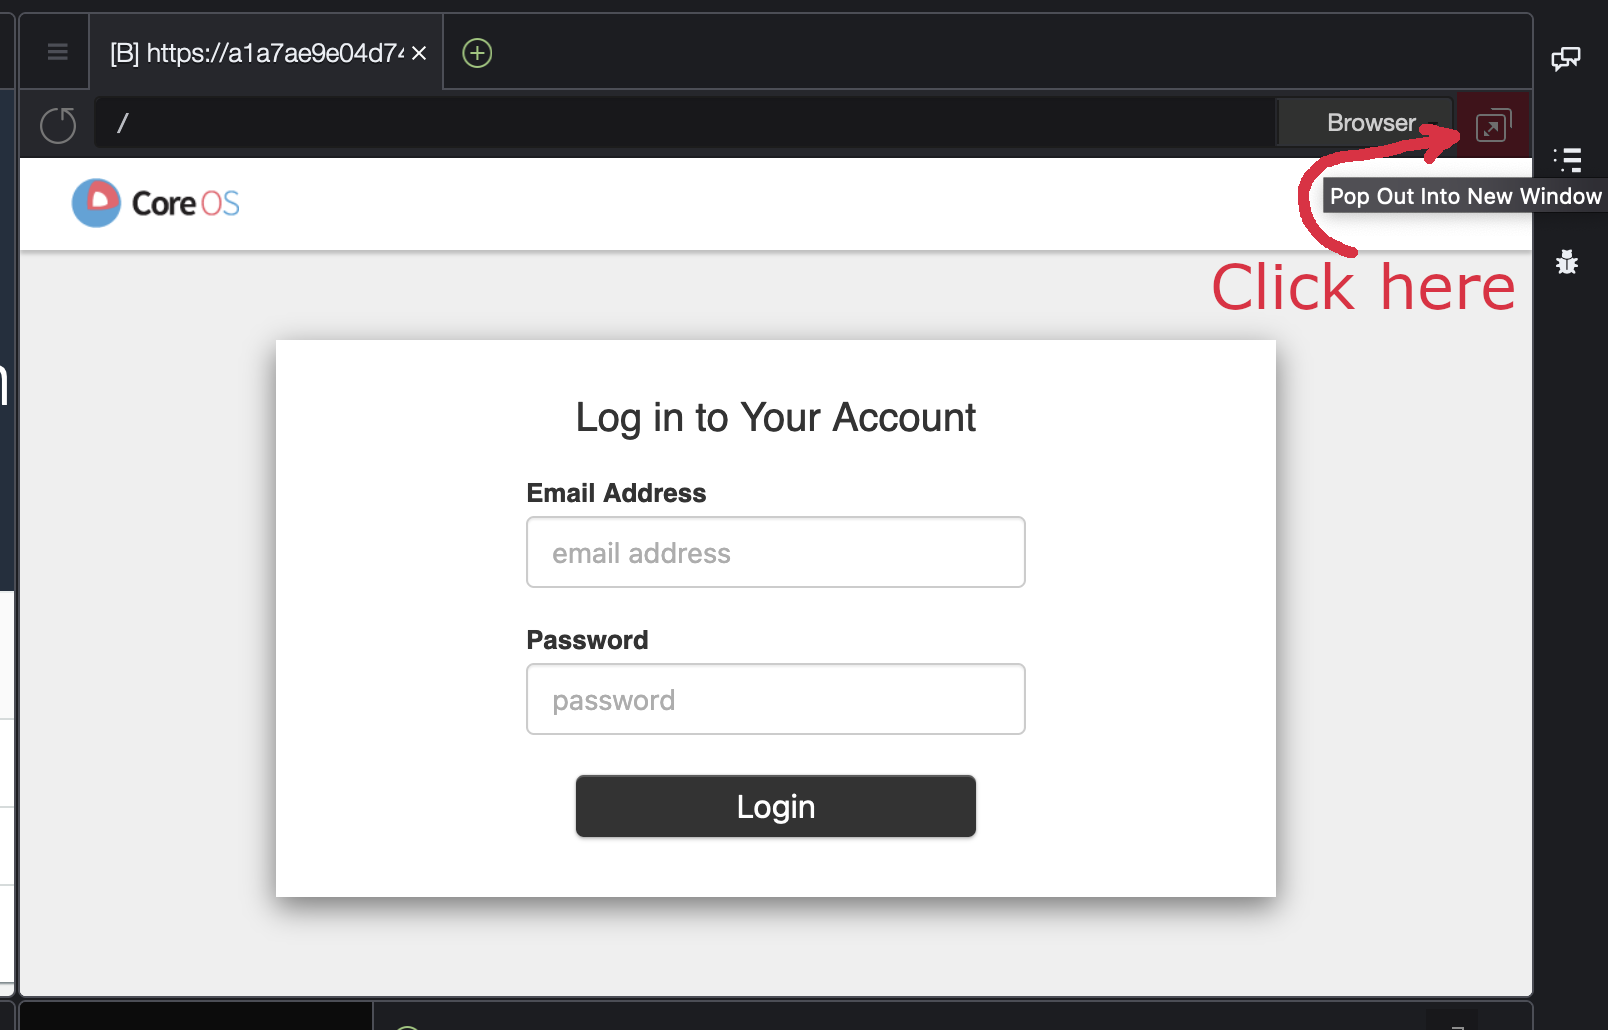 [B] https://a1a7ae9e04d74
/
Browser
CoreOS
Pop Out Into New Window
Click here
Log in to Your Account
Email Address
email address
Password
password
Login